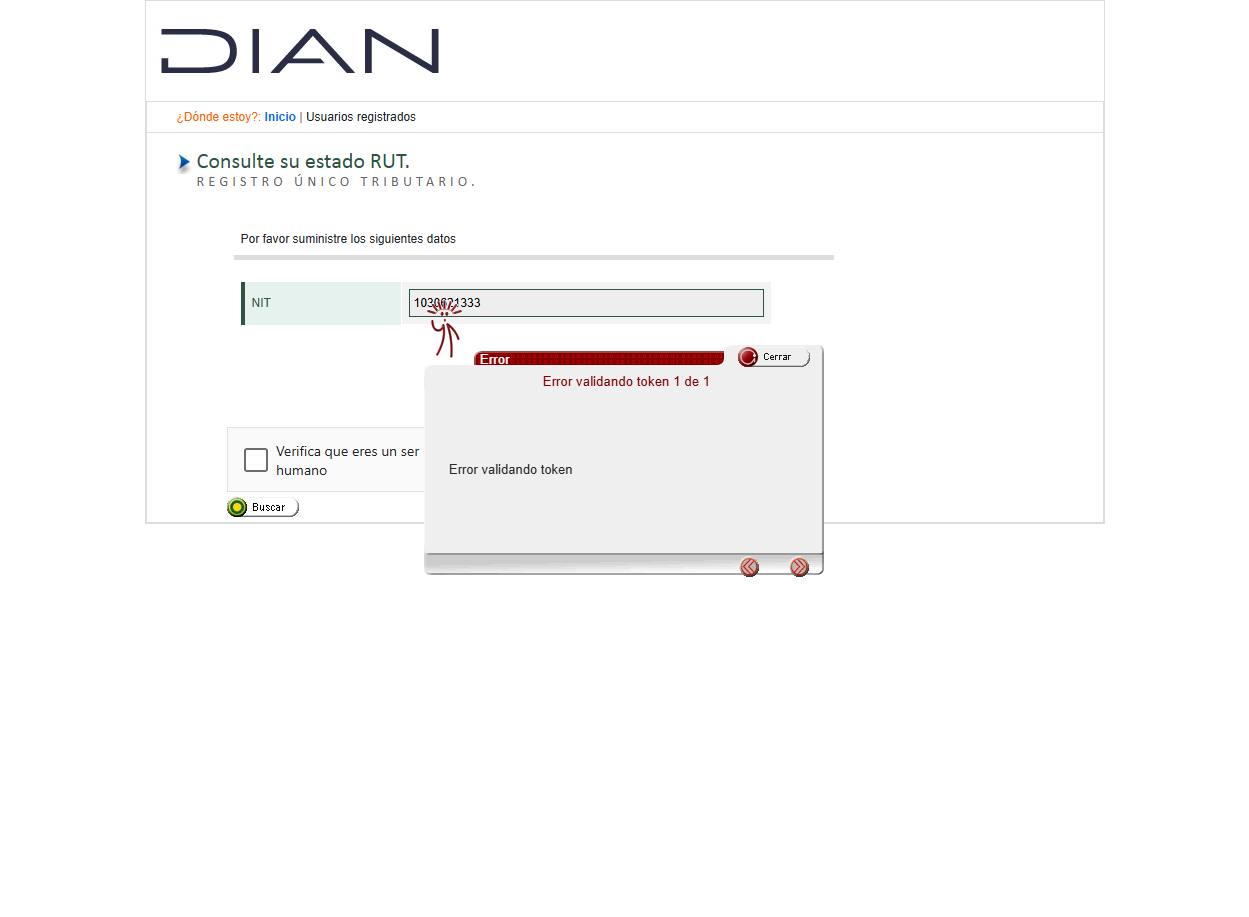 DIAN
¿Dónde estoy?: Inicio | Usuarios registrados
Consulte su estado RUT.
REGISTRO ÚNICO TRIBUTARIO.
Por favor suministre los siguientes datos
NIT
1030621333
Error
Cerrar
Error validando token 1 de 1
Verifica que eres un ser
humano
Error validando token
Buscar